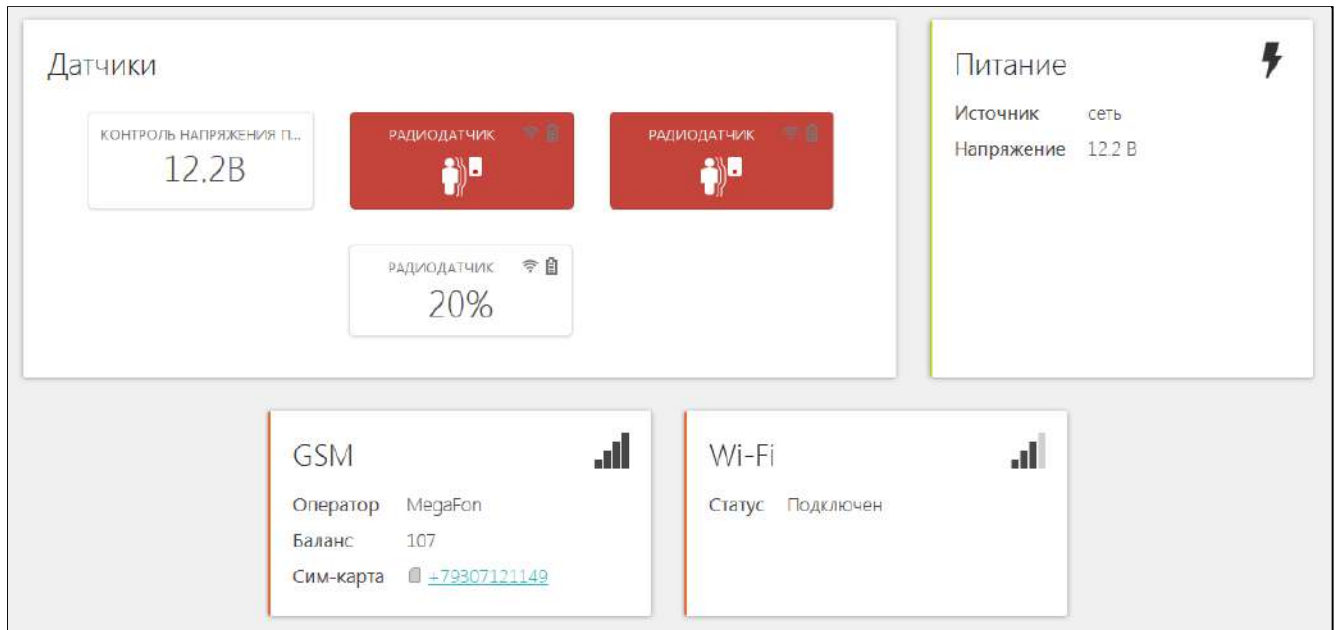 Датчики
КОНТРОЛЬ НАПРЯЖЕНИЯ П...
12.2В
РАДИОДАТЧИК
РАДИОДАТЧИК
РАДИОДАТЧИК
20%
Питание
Источник сеть
Напряжение 12.2 В
GSM
Оператор MegaFon
Баланс 107
Сим-карта +79307121149
Wi-Fi
Статус Подключен